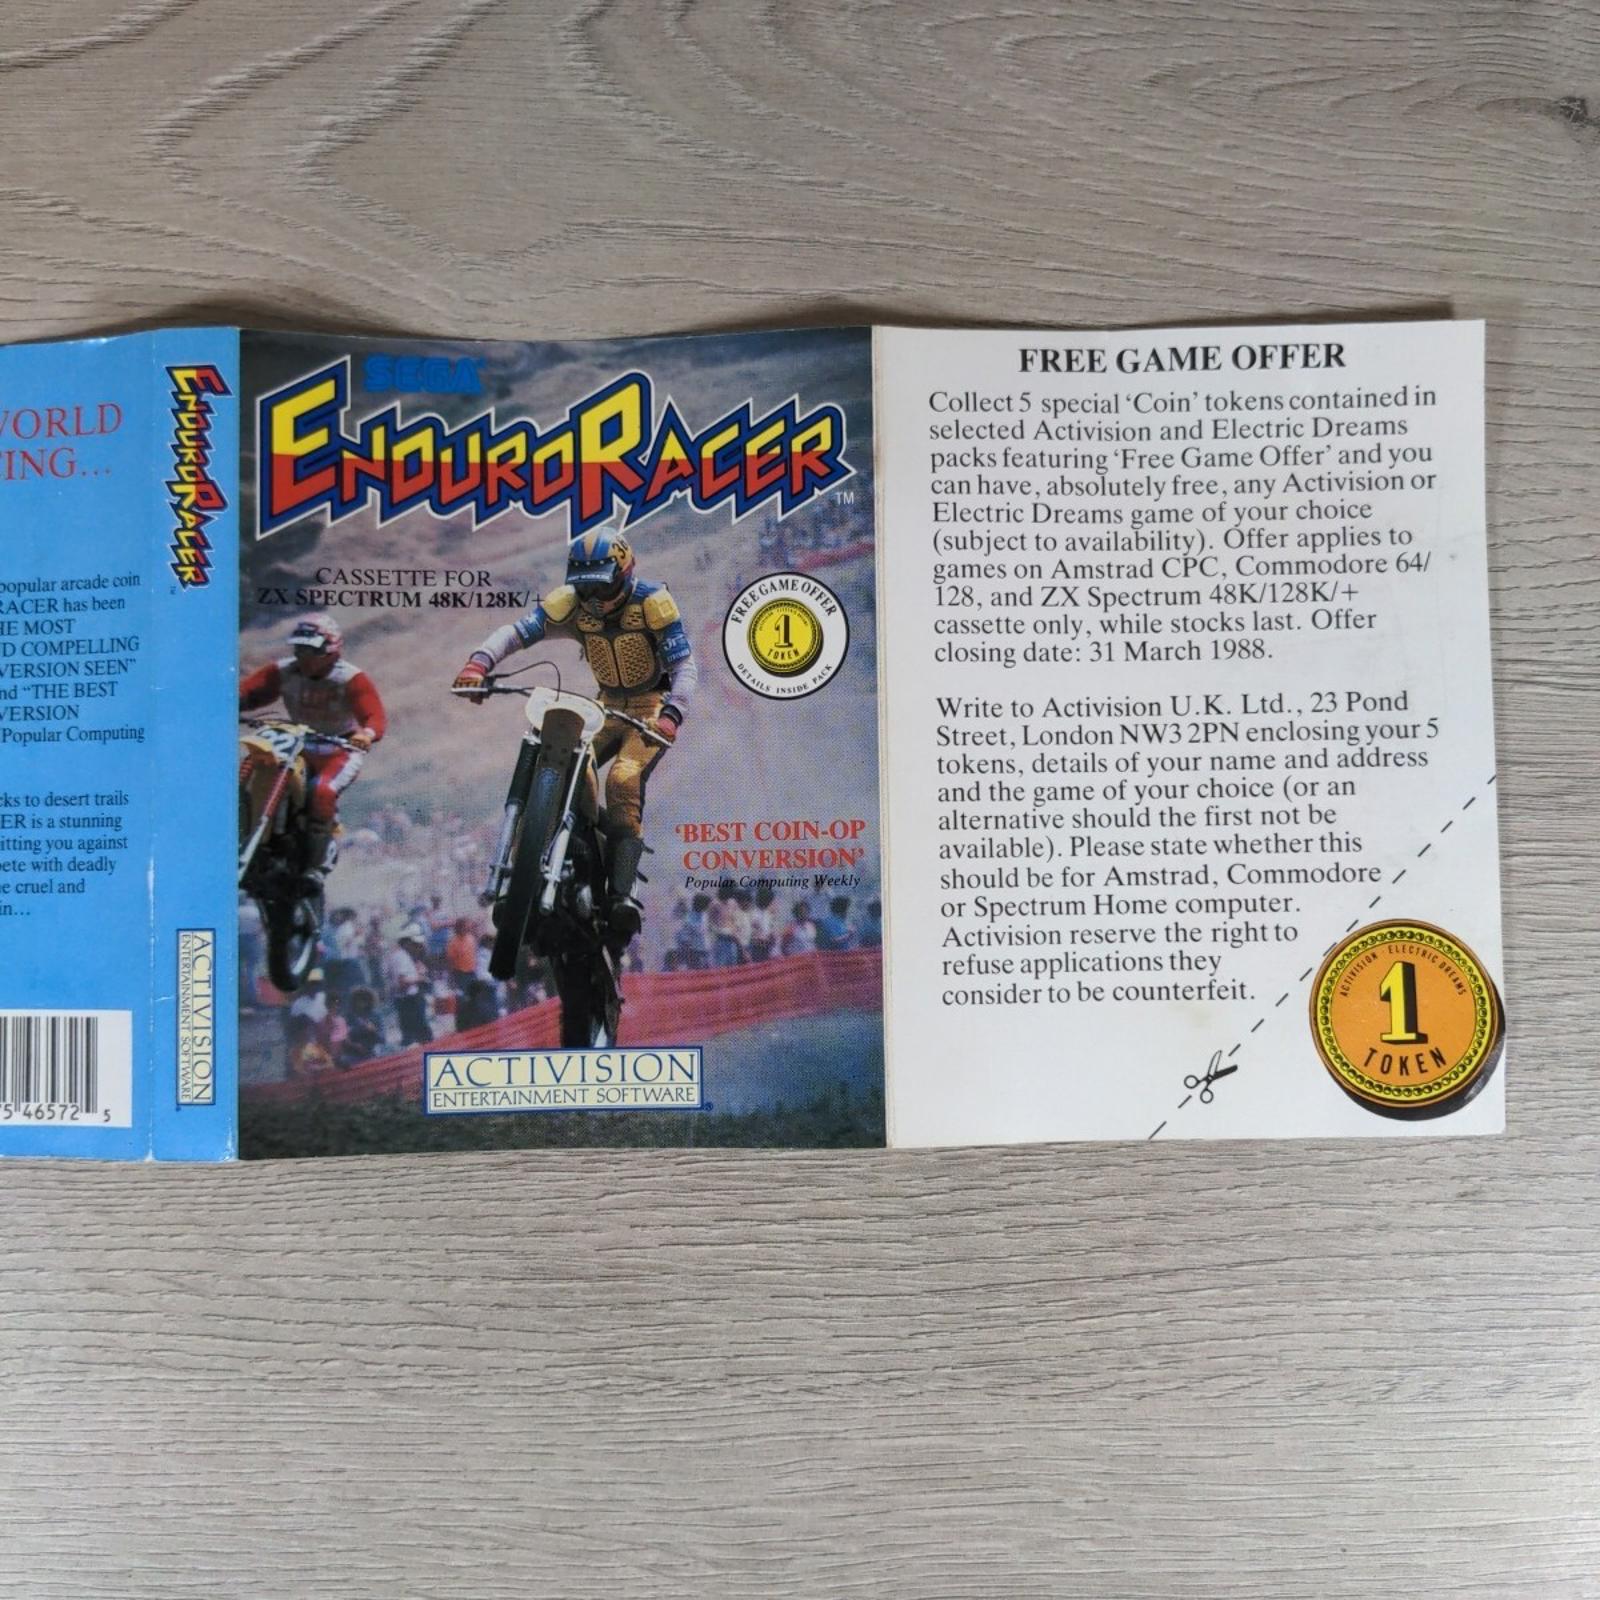 WORLD
ING...
popular arcade coin
RACER has been
HE MOST
ND COMPELLING
VERSION SEEN”
nd “THE BEST
VERSION
Popular Computing
cks to desert trails
ER is a stunning
itting you against
pete with deadly
e cruel and
in...
5 46572 5
ENDURO RACER
TM
ACTIVISION
ENTERTAINMENT SOFTWARE
SEGA
ENDURO RACER
TM
CASSETTE FOR
ZX SPECTRUM 48K/128K/+
FREE GAME OFFER
1
TOKEN
DETAILS INSIDE PACK
‘BEST COIN-OP
CONVERSION’
Popular Computing Weekly
ACTIVISION
ENTERTAINMENT SOFTWARE
FREE GAME OFFER
Collect 5 special ‘Coin’ tokens contained in
selected Activision and Electric Dreams
packs featuring ‘Free Game Offer’ and you
can have, absolutely free, any Activision or
Electric Dreams game of your choice
(subject to availability). Offer applies to
games on Amstrad CPC, Commodore 64/
128, and ZX Spectrum 48K/128K/+
cassette only, while stocks last. Offer
closing date: 31 March 1988.
Write to Activision U.K. Ltd., 23 Pond
Street, London NW3 2PN enclosing your 5
tokens, details of your name and address
and the game of your choice (or an
alternative should the first not be
available). Please state whether this
should be for Amstrad, Commodore
or Spectrum Home computer.
Activision reserve the right to
refuse applications they
consider to be counterfeit.
ACTIVISION · ELECTRIC DREAMS
1
TOKEN